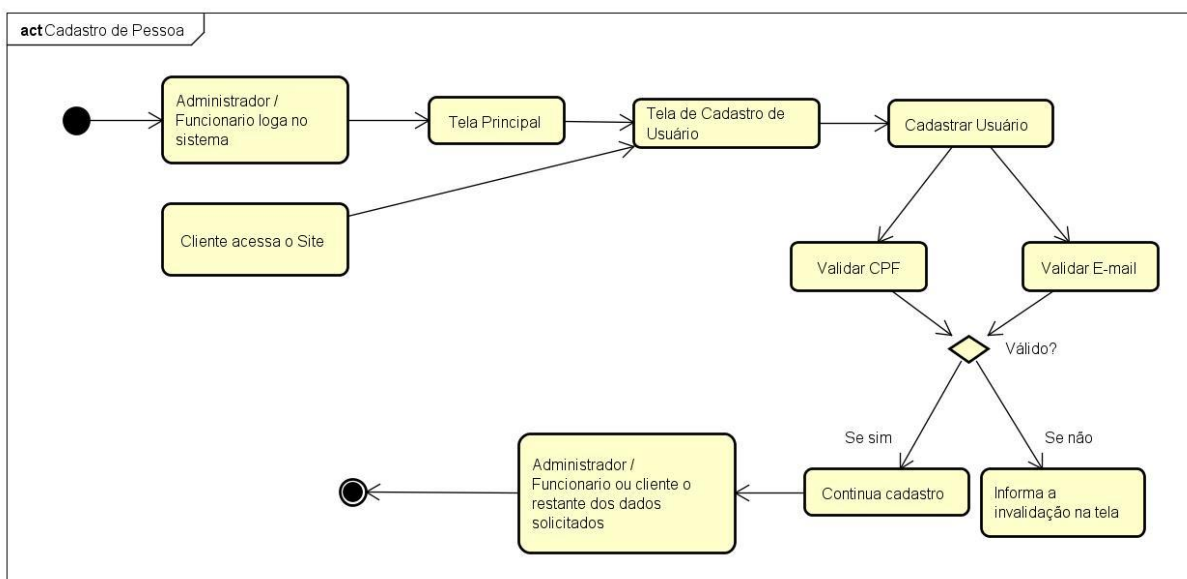 act Cadastro de Pessoa
Administrador /
Funcionario loga no
sistema
Tela Principal
Tela de Cadastro de
Usuário
Cadastrar Usuário
Cliente acessa o Site
Validar CPF
Validar E-mail
Válido?
Se sim
Se não
Administrador /
Funcionario ou cliente o
restante dos dados
solicitados
Continua cadastro
Informa a
invalidação na tela